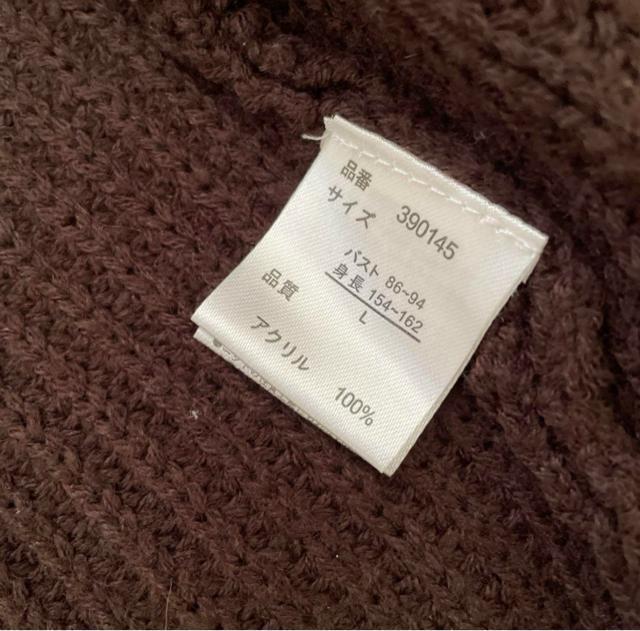 品番 390145
サイズ
バスト 86~94
身長 154~162
L
品質
アクリル 100%